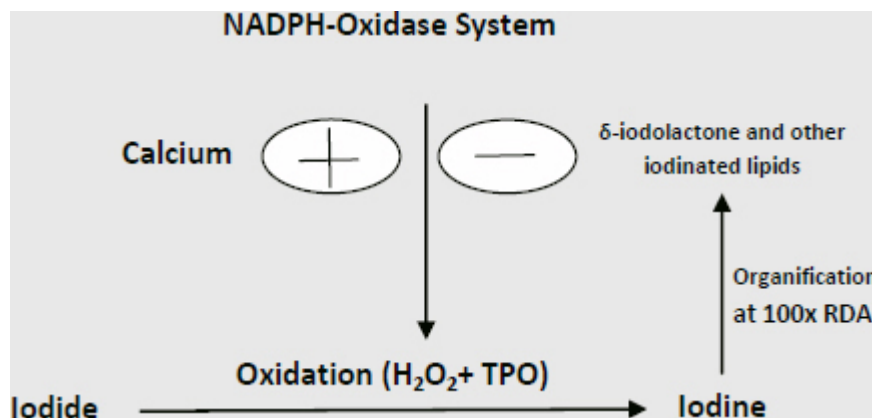 NADPH-Oxidase System
Calcium
+
−
δ-iodolactone and other
iodinated lipids
Organification
at 100x RDA
Oxidation (H₂O₂+ TPO)
Iodide
Iodine